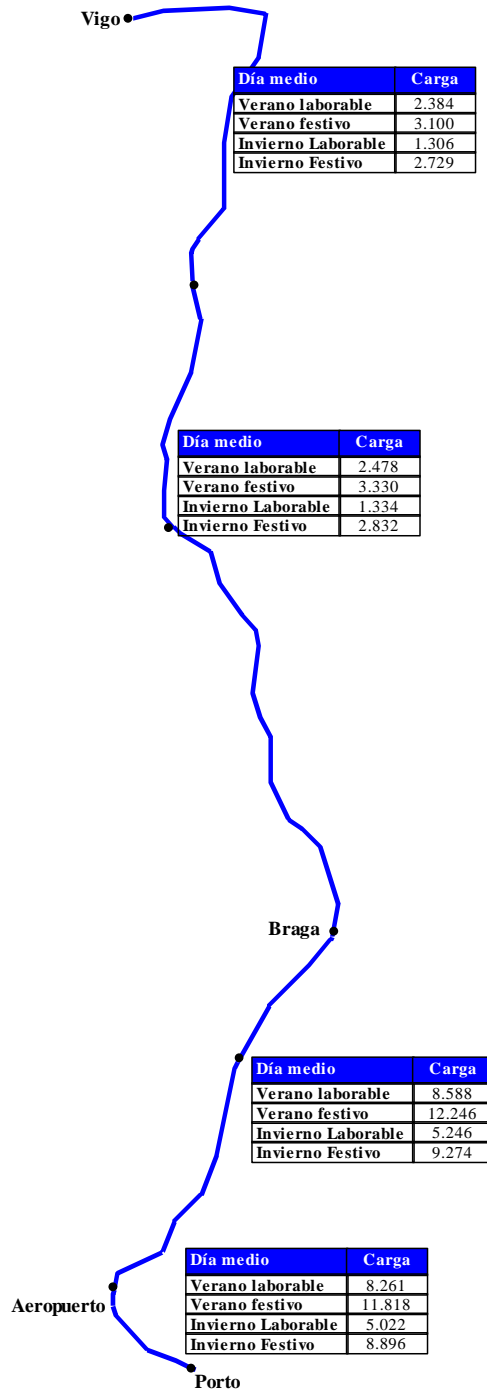 Vigo
Día medio Carga
Verano laborable 2.384
Verano festivo 3.100
Invierno Laborable 1.306
Invierno Festivo 2.729
Día medio Carga
Verano laborable 2.478
Verano festivo 3.330
Invierno Laborable 1.334
Invierno Festivo 2.832
Braga
Día medio Carga
Verano laborable 8.588
Verano festivo 12.246
Invierno Laborable 5.246
Invierno Festivo 9.274
Día medio Carga
Verano laborable 8.261
Verano festivo 11.818
Invierno Laborable 5.022
Invierno Festivo 8.896
Aeropuerto
Porto